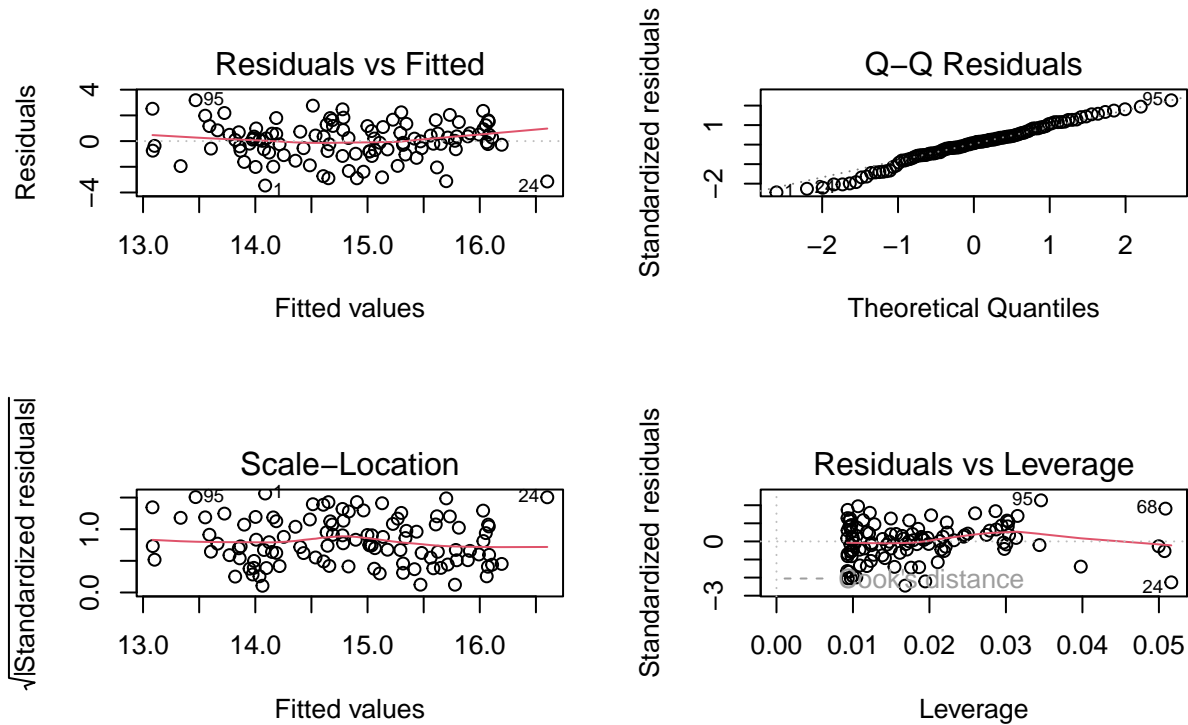 Residuals vs Fitted
Residuals
4
0
−4
95
1
24
13.0 14.0 15.0 16.0
Fitted values
Q−Q Residuals
Standardized residuals
1
−2
95
1
−2 −1 0 1 2
Theoretical Quantiles
Scale−Location
√|Standardized residuals|
1.0
0.0
95
1
24
13.0 14.0 15.0 16.0
Fitted values
Residuals vs Leverage
Standardized residuals
0
−3
95
68
24
Cook's distance
0.00 0.01 0.02 0.03 0.04 0.05
Leverage